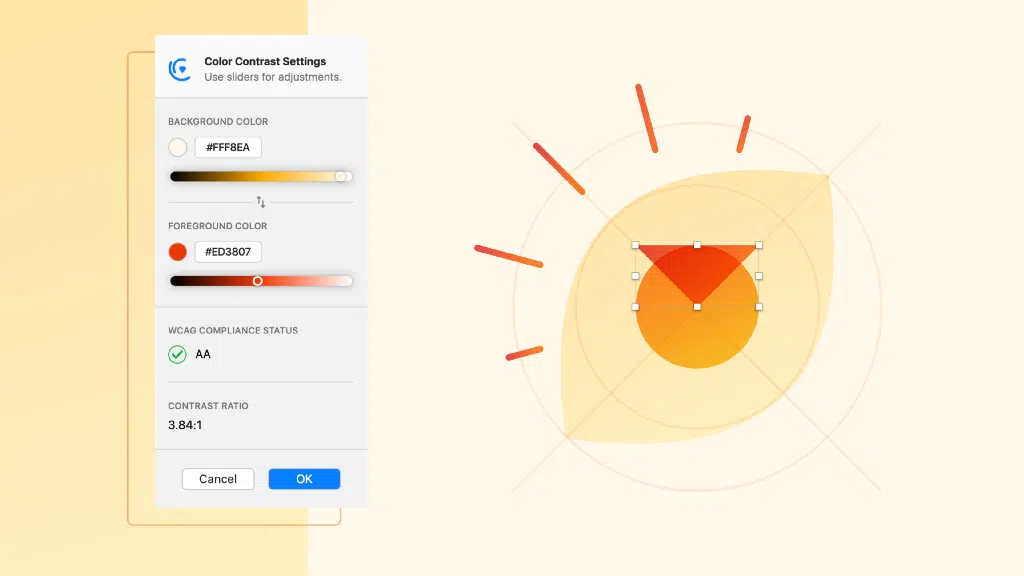 Color Contrast Settings
Use sliders for adjustments.
BACKGROUND COLOR
#FFF8EA
FOREGROUND COLOR
#ED3807
WCAG COMPLIANCE STATUS
AA
CONTRAST RATIO
3.84:1
Cancel
OK